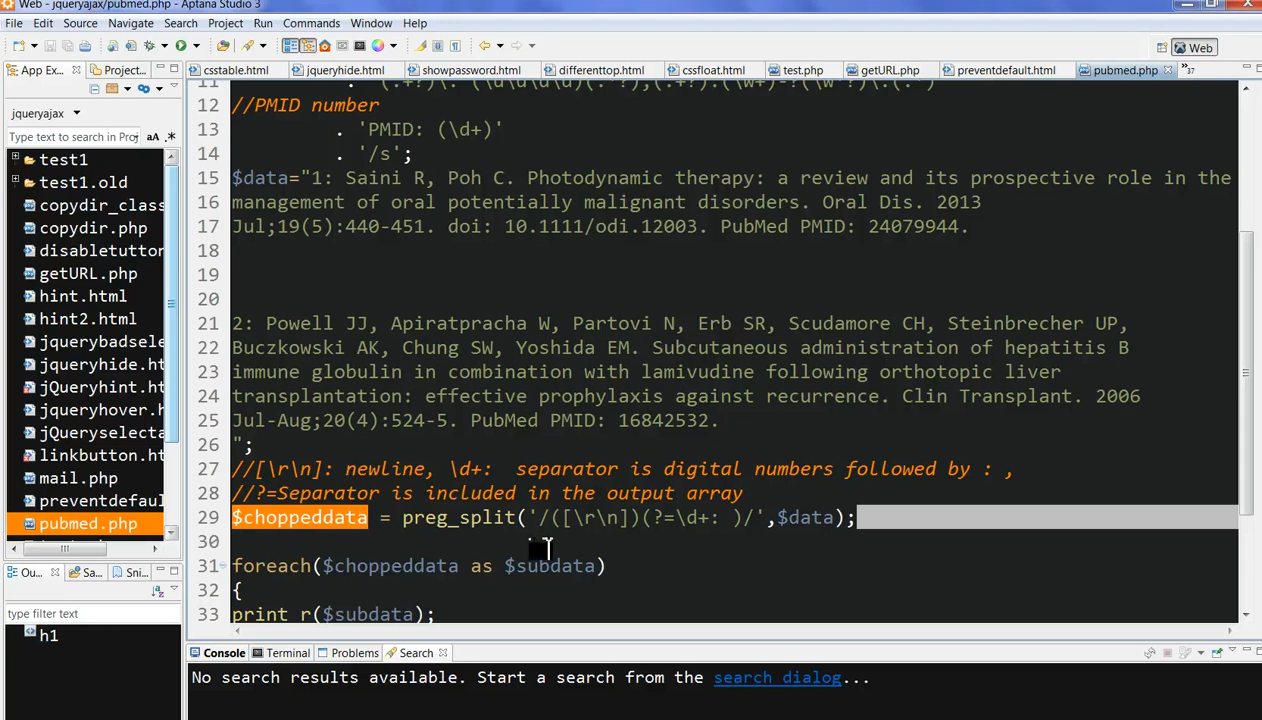 Web - jqueryajax/pubmed.php - Aptana Studio 3
File Edit Source Navigate Search Project Run Commands Window Help
Web
App Ex... Project...
csstable.html jqueryhide.html showpassword.html differenttop.html cssfloat.html test.php getURL.php preventdefault.html pubmed.php 37
jqueryajax
Type text to search in Proj
test1
test1.old
copydir_class
copydir.php
disabletutton
getURL.php
hint.html
hint2.html
jquerybadsele
jqueryhide.ht
jQueryhint.ht
jqueryhover.h
jQueryselecta
linkbutton.ht
mail.php
preventdefaul
pubmed.php
Ou... Sa... Sni...
type filter text
h1
12 //PMID number
13 . 'PMID: (\d+)'
14 . '/s';
15 $data="1: Saini R, Poh C. Photodynamic therapy: a review and its prospective role in the
16 management of oral potentially malignant disorders. Oral Dis. 2013
17 Jul;19(5):440-451. doi: 10.1111/odi.12003. PubMed PMID: 24079944.
18
19
20
21 2: Powell JJ, Apiratpracha W, Partovi N, Erb SR, Scudamore CH, Steinbrecher UP,
22 Buczkowski AK, Chung SW, Yoshida EM. Subcutaneous administration of hepatitis B
23 immune globulin in combination with lamivudine following orthotopic liver
24 transplantation: effective prophylaxis against recurrence. Clin Transplant. 2006
25 Jul-Aug;20(4):524-5. PubMed PMID: 16842532.
26 ";
27 //[\r\n]: newline, \d+:  separator is digital numbers followed by : ,
28 //?=Separator is included in the output array
29 $choppeddata = preg_split('/([\r\n])(?=\d+: )/',$data);
30
31 foreach($choppeddata as $subdata)
32 {
33 print_r($subdata);
Console Terminal Problems Search
No search results available. Start a search from the search dialog...